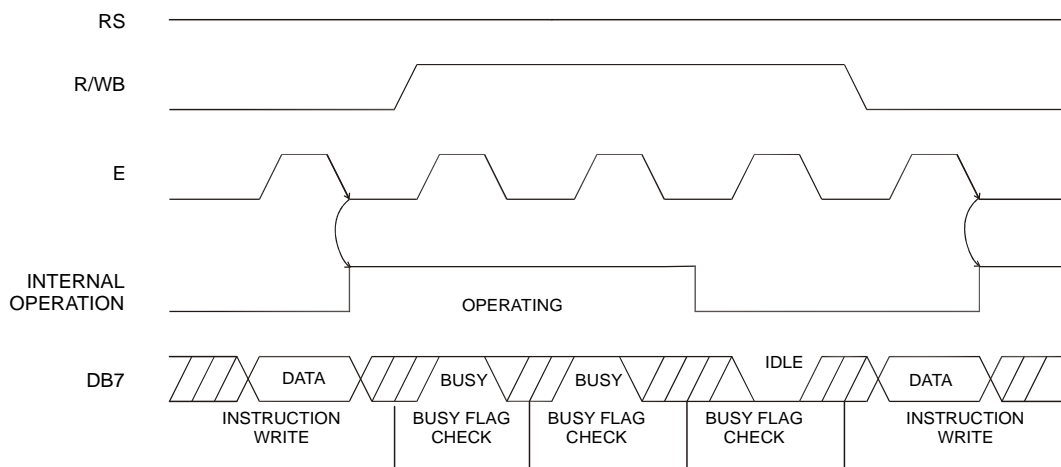 RS
R/WB
E
INTERNAL
OPERATION
OPERATING
DB7
DATA
BUSY
BUSY
IDLE
DATA
INSTRUCTION
WRITE
BUSY FLAG
CHECK
BUSY FLAG
CHECK
BUSY FLAG
CHECK
INSTRUCTION
WRITE